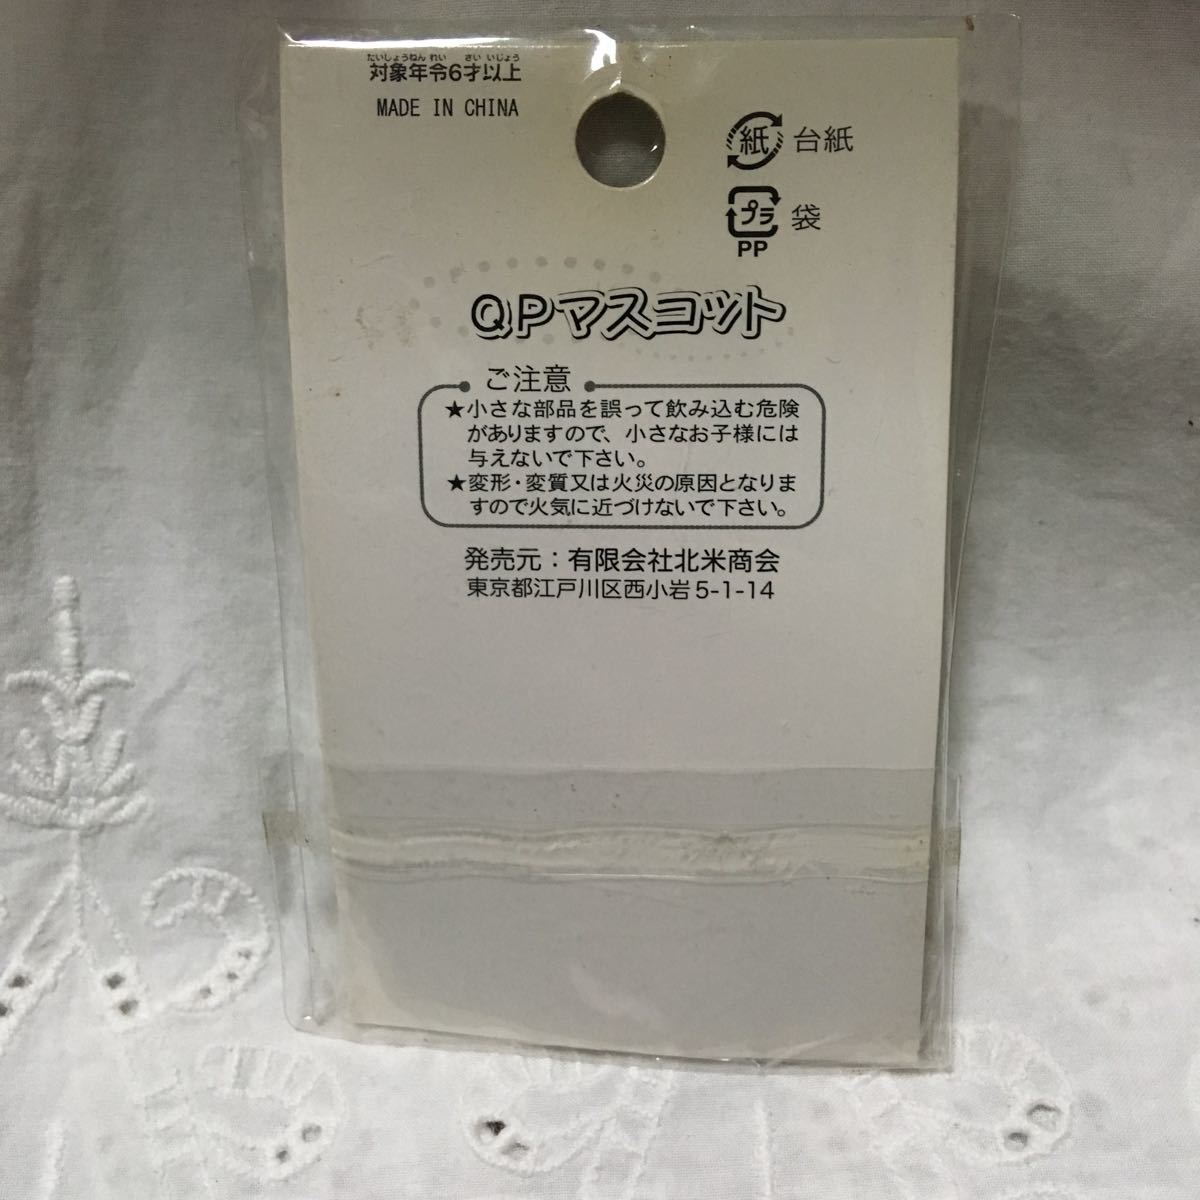 たいしょうねんれい さいいじょう
対象年令6才以上
MADE IN CHINA
紙 台紙
プラ 袋
PP
QPマスコット
ご注意
★小さな部品を誤って飲み込む危険
がありますので、小さなお子様には
与えないで下さい。
★変形・変質又は火災の原因となりま
すので火気に近づけないで下さい。
発売元：有限会社北米商会
東京都江戸川区西小岩5-1-14